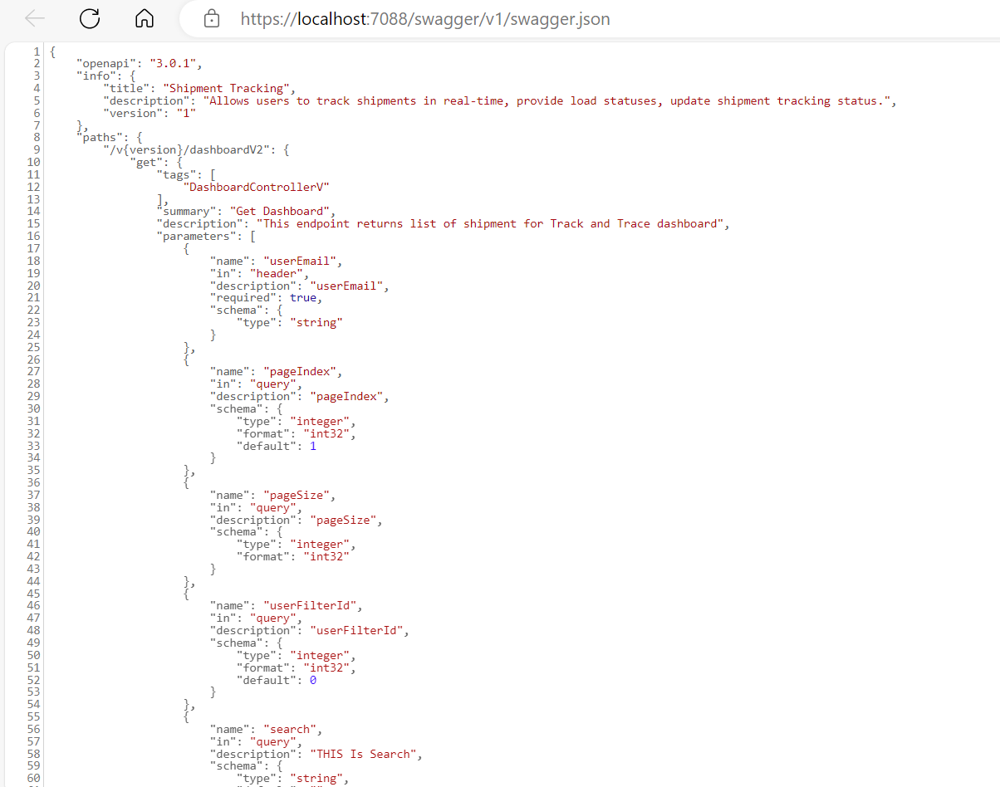 https://localhost:7088/swagger/v1/swagger.json
1 {
2 "openapi": "3.0.1",
3 "info": {
4 "title": "Shipment Tracking",
5 "description": "Allows users to track shipments in real-time, provide load statuses, update shipment tracking status.",
6 "version": "1"
7 },
8 "paths": {
9 "/v{version}/dashboardV2": {
10 "get": {
11 "tags": [
12 "DashboardControllerV"
13 ],
14 "summary": "Get Dashboard",
15 "description": "This endpoint returns list of shipment for Track and Trace dashboard",
16 "parameters": [
17 {
18 "name": "userEmail",
19 "in": "header",
20 "description": "userEmail",
21 "required": true,
22 "schema": {
23 "type": "string"
24 }
25 },
26 {
27 "name": "pageIndex",
28 "in": "query",
29 "description": "pageIndex",
30 "schema": {
31 "type": "integer",
32 "format": "int32",
33 "default": 1
34 }
35 },
36 {
37 "name": "pageSize",
38 "in": "query",
39 "description": "pageSize",
40 "schema": {
41 "type": "integer",
42 "format": "int32"
43 }
44 },
45 {
46 "name": "userFilterId",
47 "in": "query",
48 "description": "userFilterId",
49 "schema": {
50 "type": "integer",
51 "format": "int32",
52 "default": 0
53 }
54 },
55 {
56 "name": "search",
57 "in": "query",
58 "description": "THIS Is Search",
59 "schema": {
60 "type": "string",